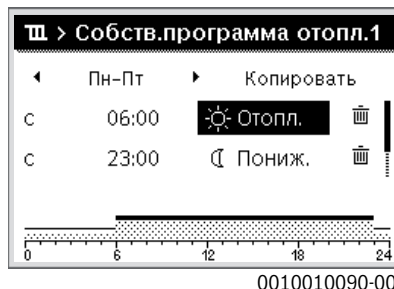 > Собств.программа отопл.1
Пн-Пт Копировать
с 06:00 Отопл.
с 23:00 Пониж.
0 6 12 18 24
0010010090-00